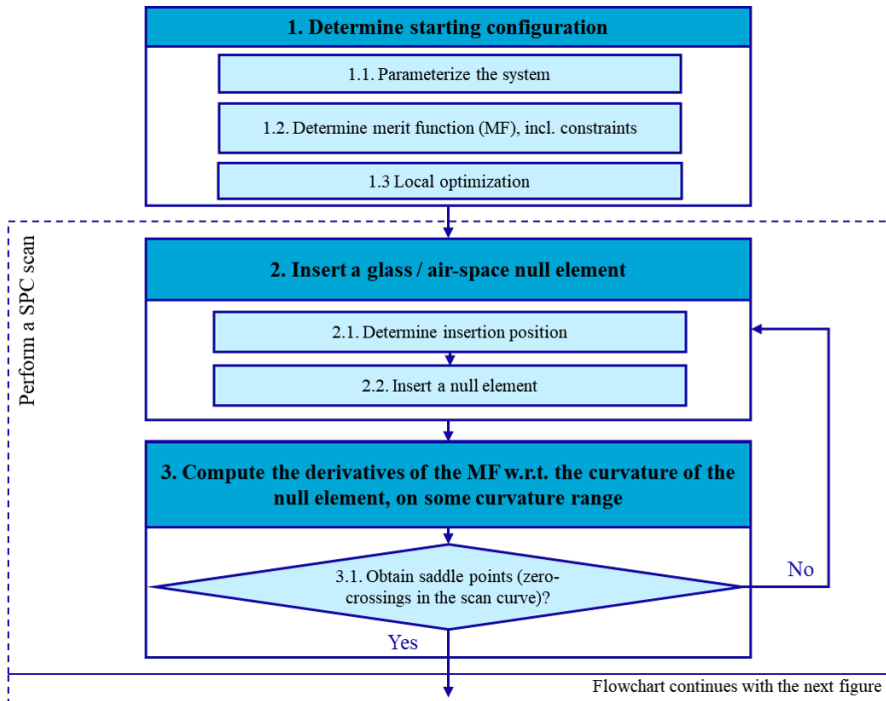 1. Determine starting configuration
1.1. Parameterize the system
1.2. Determine merit function (MF), incl. constraints
1.3 Local optimization
Perform a SPC scan
2. Insert a glass / air-space null element
2.1. Determine insertion position
2.2. Insert a null element
3. Compute the derivatives of the MF w.r.t. the curvature of the
null element, on some curvature range
3.1. Obtain saddle points (zero-
crossings in the scan curve)?
No
Yes
Flowchart continues with the next figure